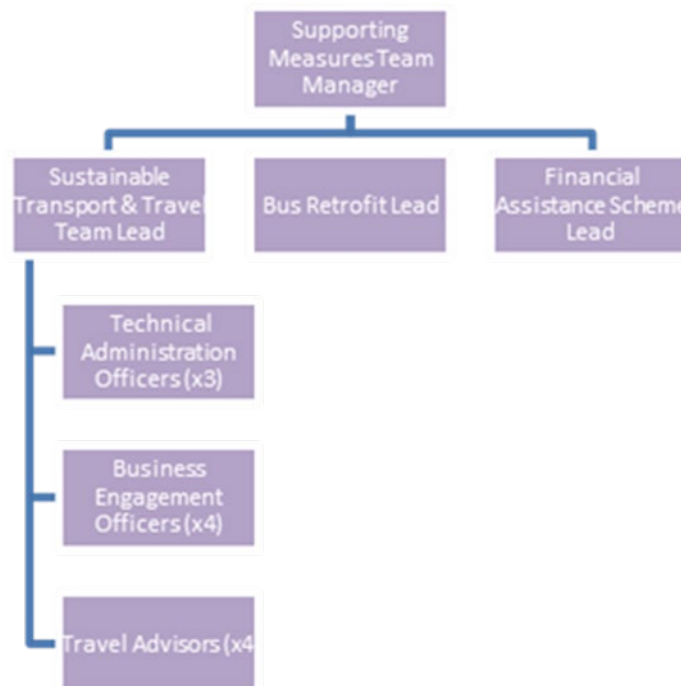 Supporting
Measures Team
Manager
Sustainable
Transport & Travel
Team Lead
Bus Retrofit Lead
Financial
Assistance Scheme
Lead
Technical
Administration
Officers (x3)
Business
Engagement
Officers (x4)
Travel Advisors (x4